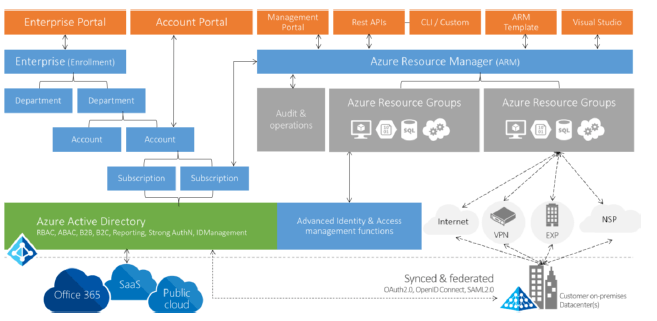 Enterprise Portal
Account Portal
Management
Portal
Rest APIs
CLI / Custom
ARM
Template
Visual Studio
Enterprise (Enrollment)
Azure Resource Manager (ARM)
Department
Department
Audit &
operations
Azure Resource Groups
SQL
Azure Resource Groups
SQL
Account
Account
Subscription
Subscription
Azure Active Directory
RBAC, ABAC, B2B, B2C, Reporting, Strong AuthN, IDManagement
Advanced Identity & Access
management functions
Internet
VPN
EXP
NSP
Office 365
SaaS
Public
cloud
Synced & federated
OAuth2.0, OpenID Connect, SAML2.0
Customer on-premises
Datacenter(s)